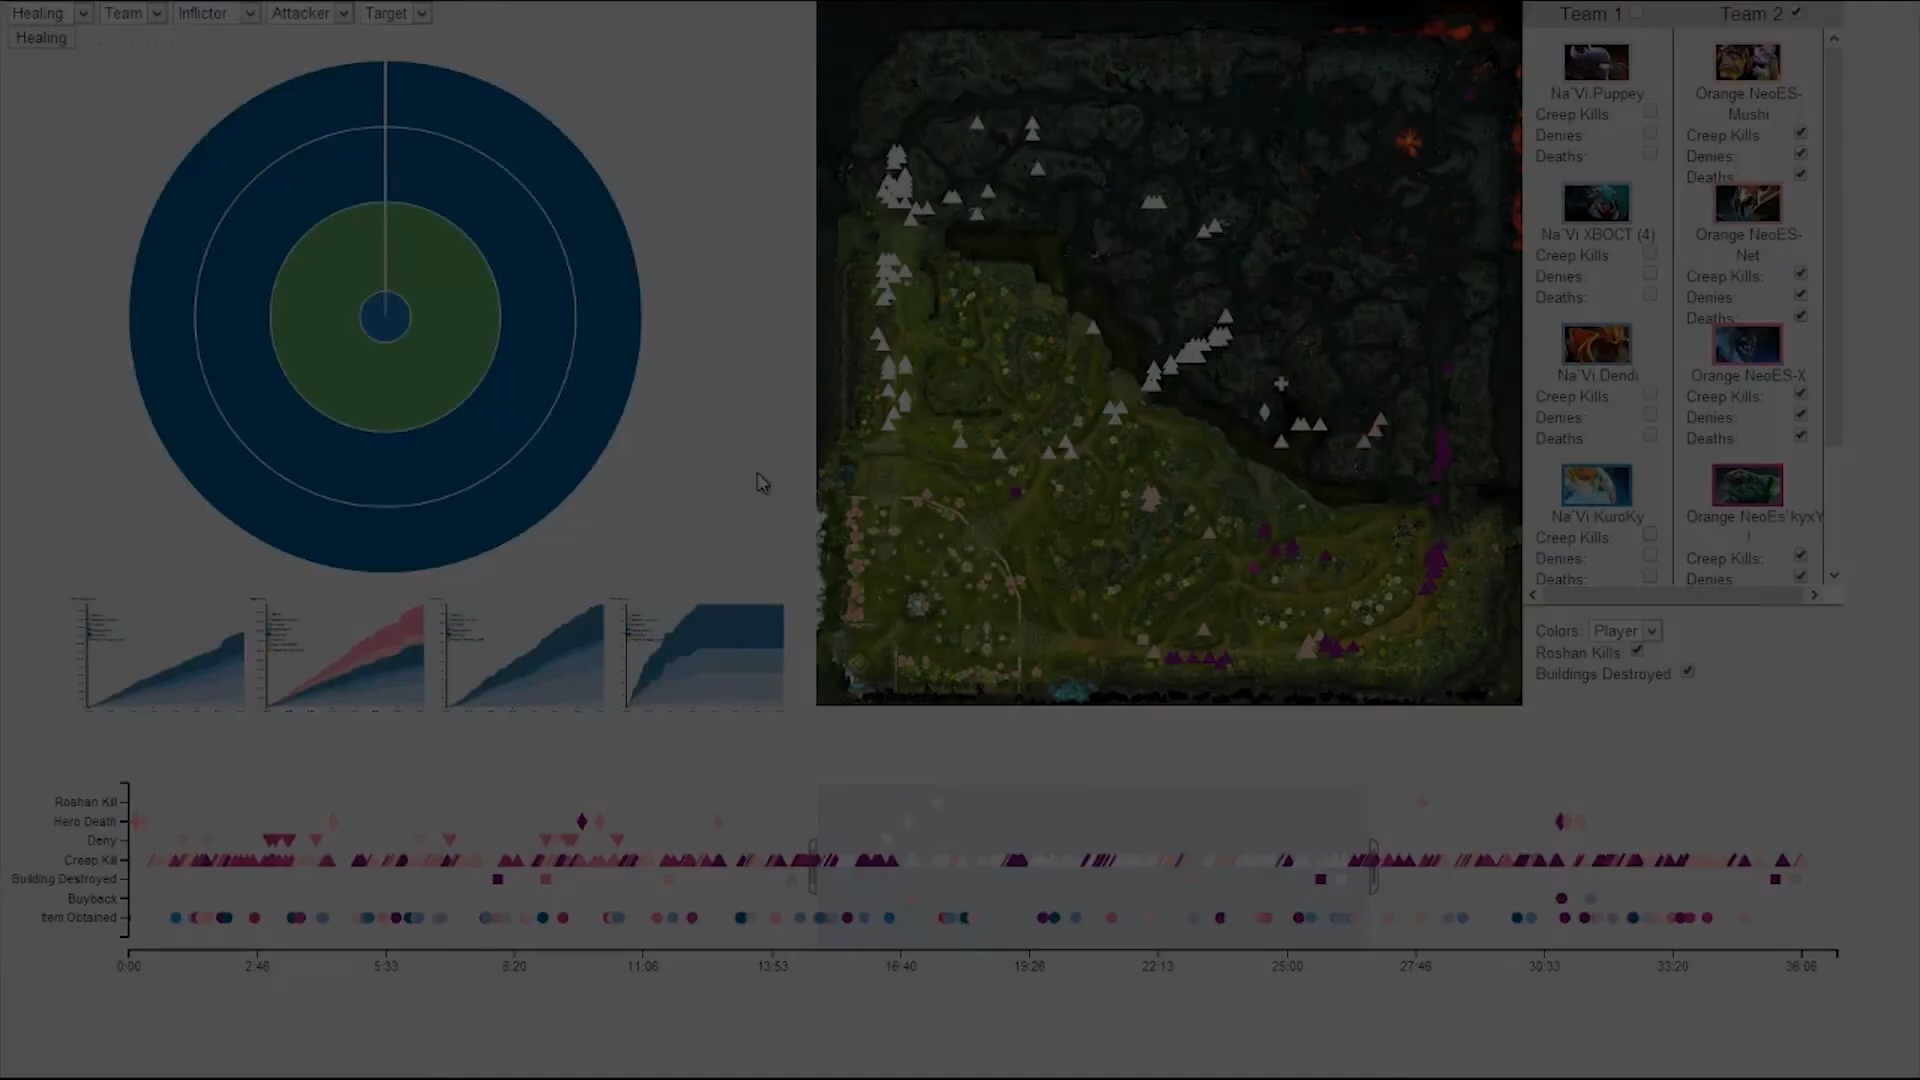 Healing Team Inflictor Attacker Target
Healing
Team 1 Team 2
Na`Vi.Puppey
Creep Kills:
Denies:
Deaths:
Na`Vi XBOCT (4)
Creep Kills:
Denies:
Deaths:
Na`Vi Dendi
Creep Kills:
Denies:
Deaths:
Na`Vi KuroKy
Creep Kills:
Denies:
Deaths:
Orange.NeoES-
Mushi
Creep Kills:
Denies:
Deaths:
Orange NeoES-
Net
Creep Kills:
Denies:
Deaths:
Orange NeoES-X
Creep Kills:
Denies:
Deaths:
Orange NeoEs`kyxY
!
Creep Kills:
Denies:
Colors: Player
Roshan Kills:
Buildings Destroyed
Roshan Kill
Hero Death
Deny
Creep Kill
Building Destroyed
Buyback
Item Obtained
0:00 2:46 5:33 8:20 11:06 13:53 16:40 19:26 22:13 25:00 27:46 30:33 33:20 36:06